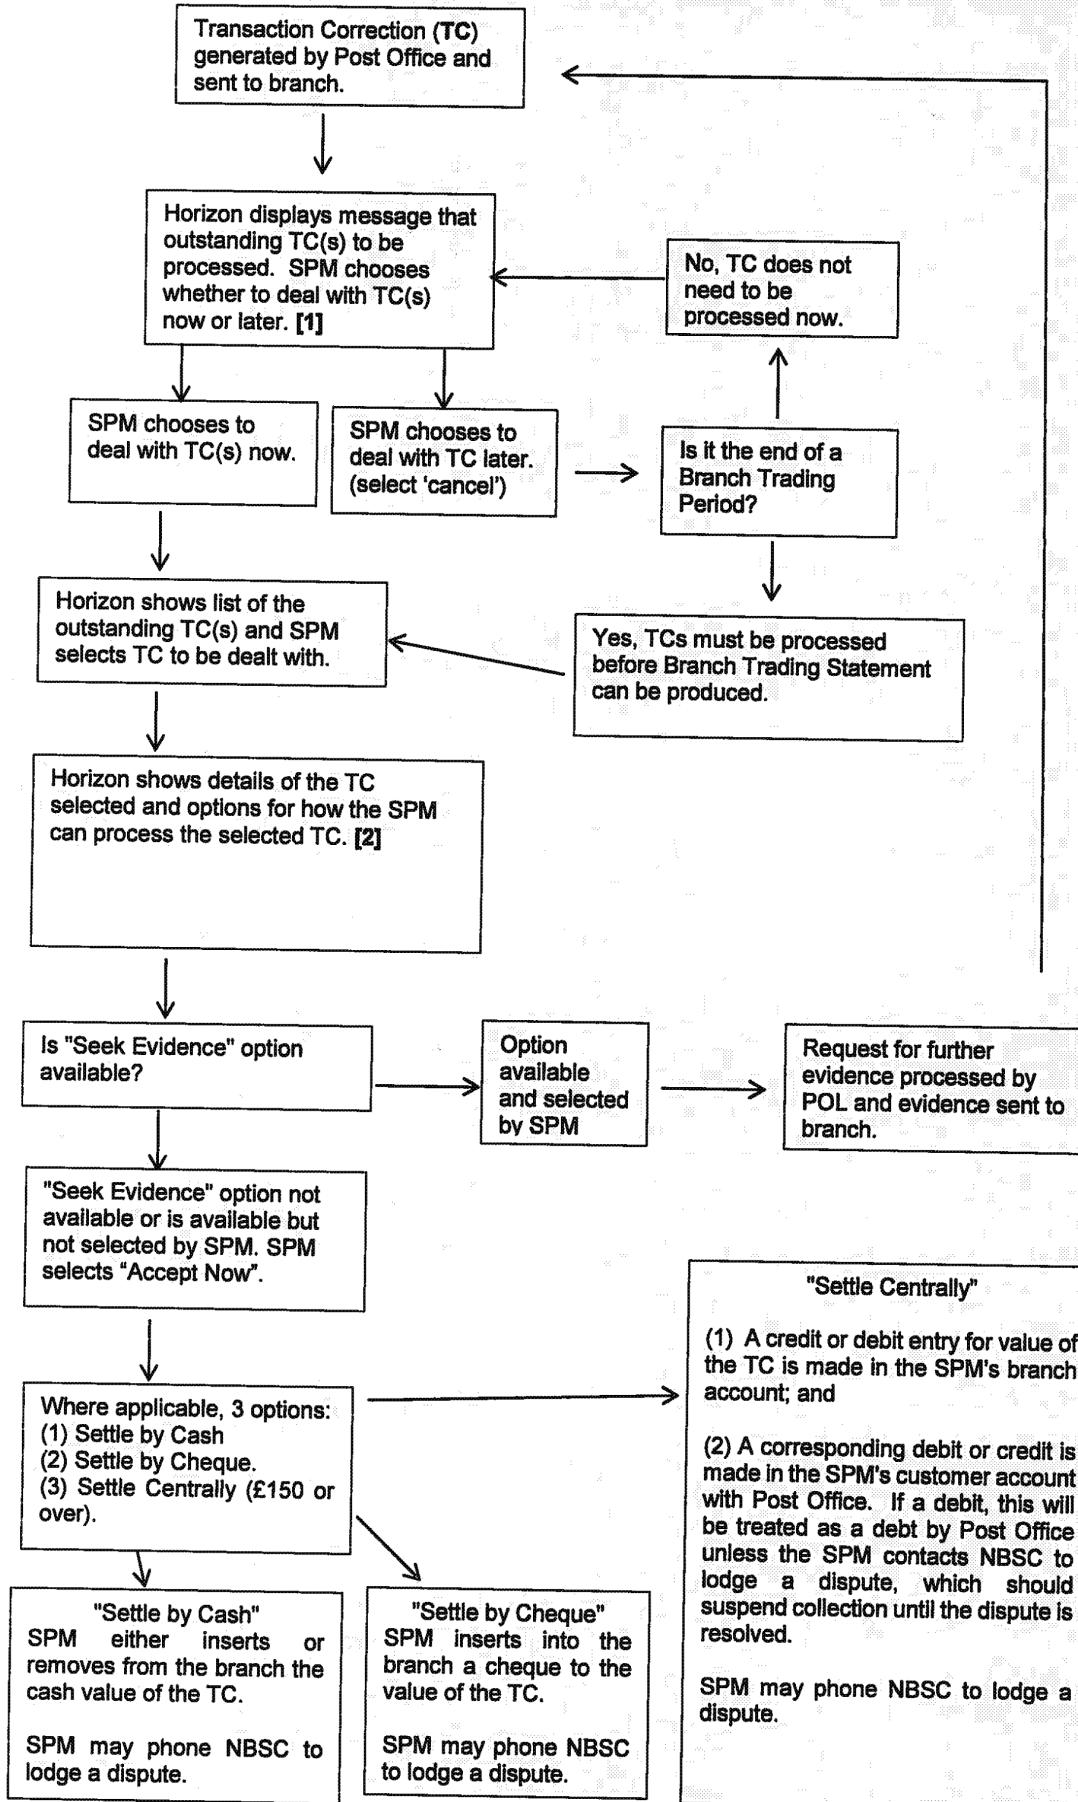 Transaction Correction (TC)
generated by Post Office and
sent to branch.
Horizon displays message that
outstanding TC(s) to be
processed. SPM chooses
whether to deal with TC(s)
now or later. [1]
No, TC does not
need to be
processed now.
SPM chooses to
deal with TC(s) now.
SPM chooses to
deal with TC later.
(select 'cancel')
Is it the end of a
Branch Trading
Period?
Horizon shows list of the
outstanding TC(s) and SPM
selects TC to be dealt with.
Yes, TCs must be processed
before Branch Trading Statement
can be produced.
Horizon shows details of the TC
selected and options for how the SPM
can process the selected TC. [2]
Is "Seek Evidence" option
available?
Option
available
and selected
by SPM
Request for further
evidence processed by
POL and evidence sent to
branch.
"Seek Evidence" option not
available or is available but
not selected by SPM. SPM
selects "Accept Now".
Where applicable, 3 options:
(1) Settle by Cash
(2) Settle by Cheque.
(3) Settle Centrally (£150 or
over).
"Settle Centrally"
(1) A credit or debit entry for value of
the TC is made in the SPM's branch
account; and
(2) A corresponding debit or credit is
made in the SPM's customer account
with Post Office. If a debit, this will
be treated as a debt by Post Office
unless the SPM contacts NBSC to
lodge a dispute, which should
suspend collection until the dispute is
resolved.
SPM may phone NBSC to lodge a
dispute.
"Settle by Cash"
SPM either inserts or
removes from the branch the
cash value of the TC.
SPM may phone NBSC to
lodge a dispute.
"Settle by Cheque"
SPM inserts into the
branch a cheque to the
value of the TC.
SPM may phone NBSC
to lodge a dispute.